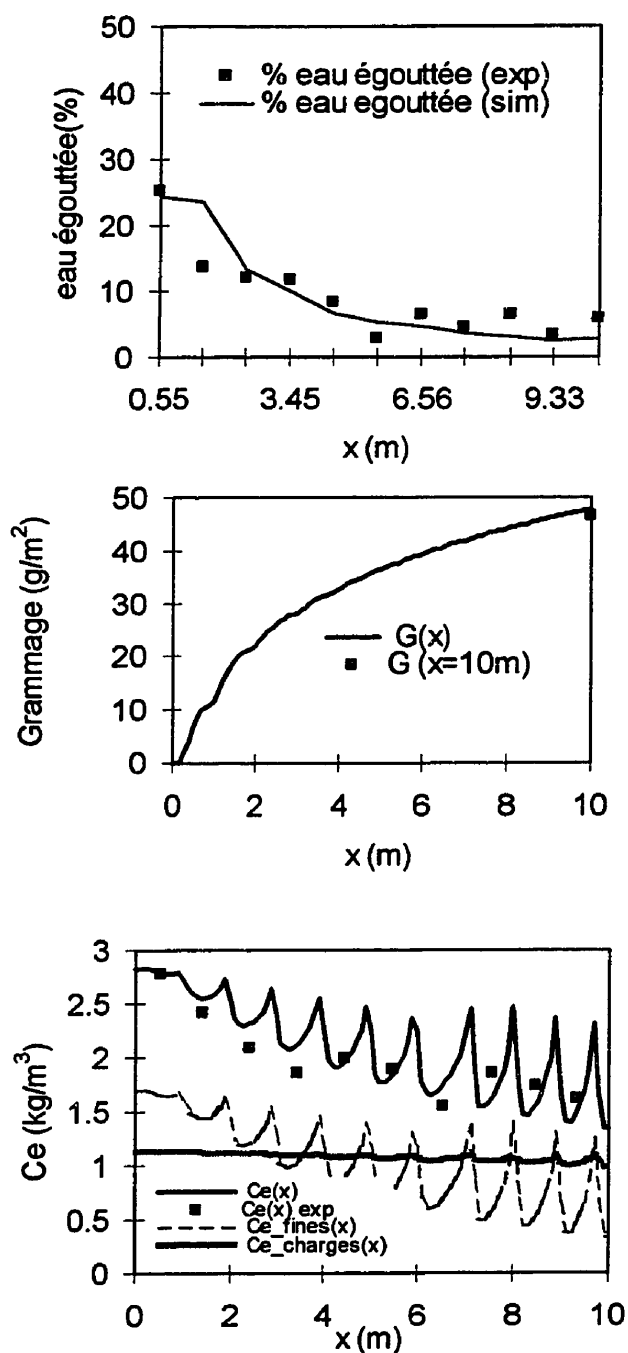 50
40
30
20
10
0
eau égouttée(%)
% eau égouttée (exp)
% eau egouttée (sim)
0.55 3.45 6.56 9.33
x (m)
50
40
30
20
10
0
Grammage (g/m²)
G(x)
G (x=10m)
0 2 4 6 8 10
x (m)
3
2.5
2
1.5
1
0.5
0
Ce (kg/m³)
Ce(x)
Ce(x) exp
Ce_fines(x)
Ce_charges(x)
0 2 4 6 8 10
x (m)